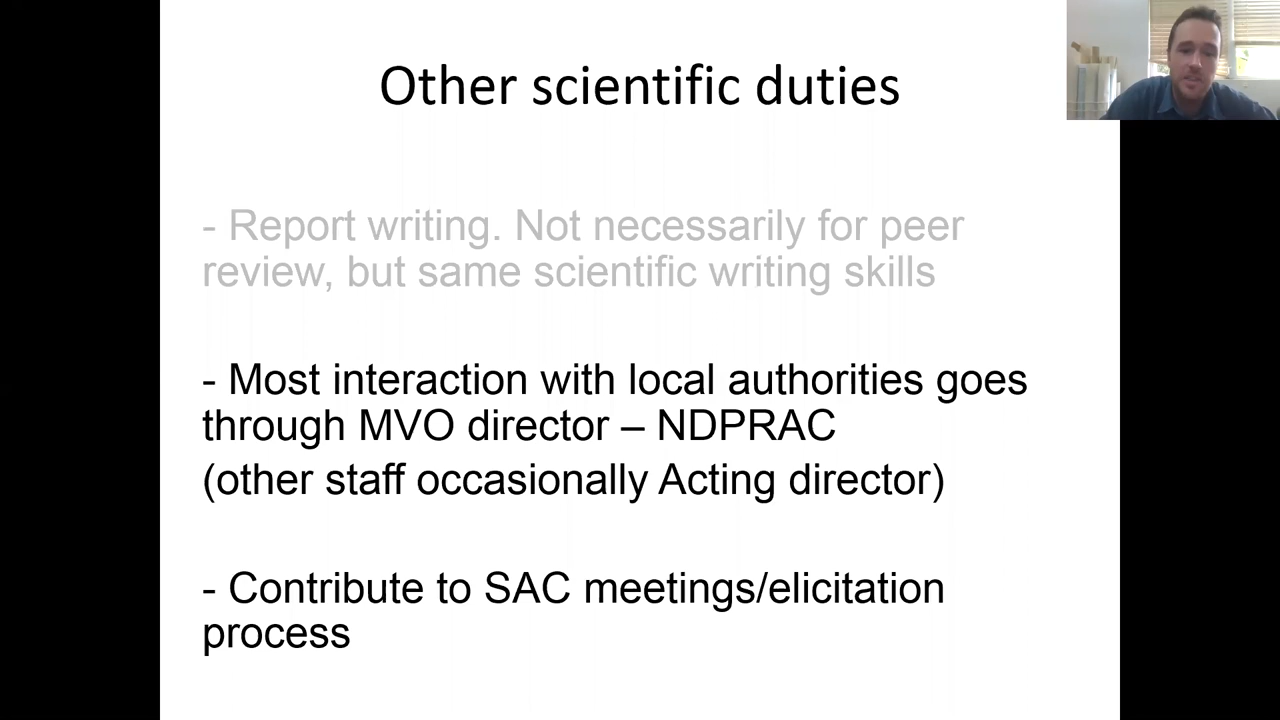 Other scientific duties
- Report writing. Not necessarily for peer
review, but same scientific writing skills
- Most interaction with local authorities goes
through MVO director – NDPRAC
(other staff occasionally Acting director)
- Contribute to SAC meetings/elicitation
process